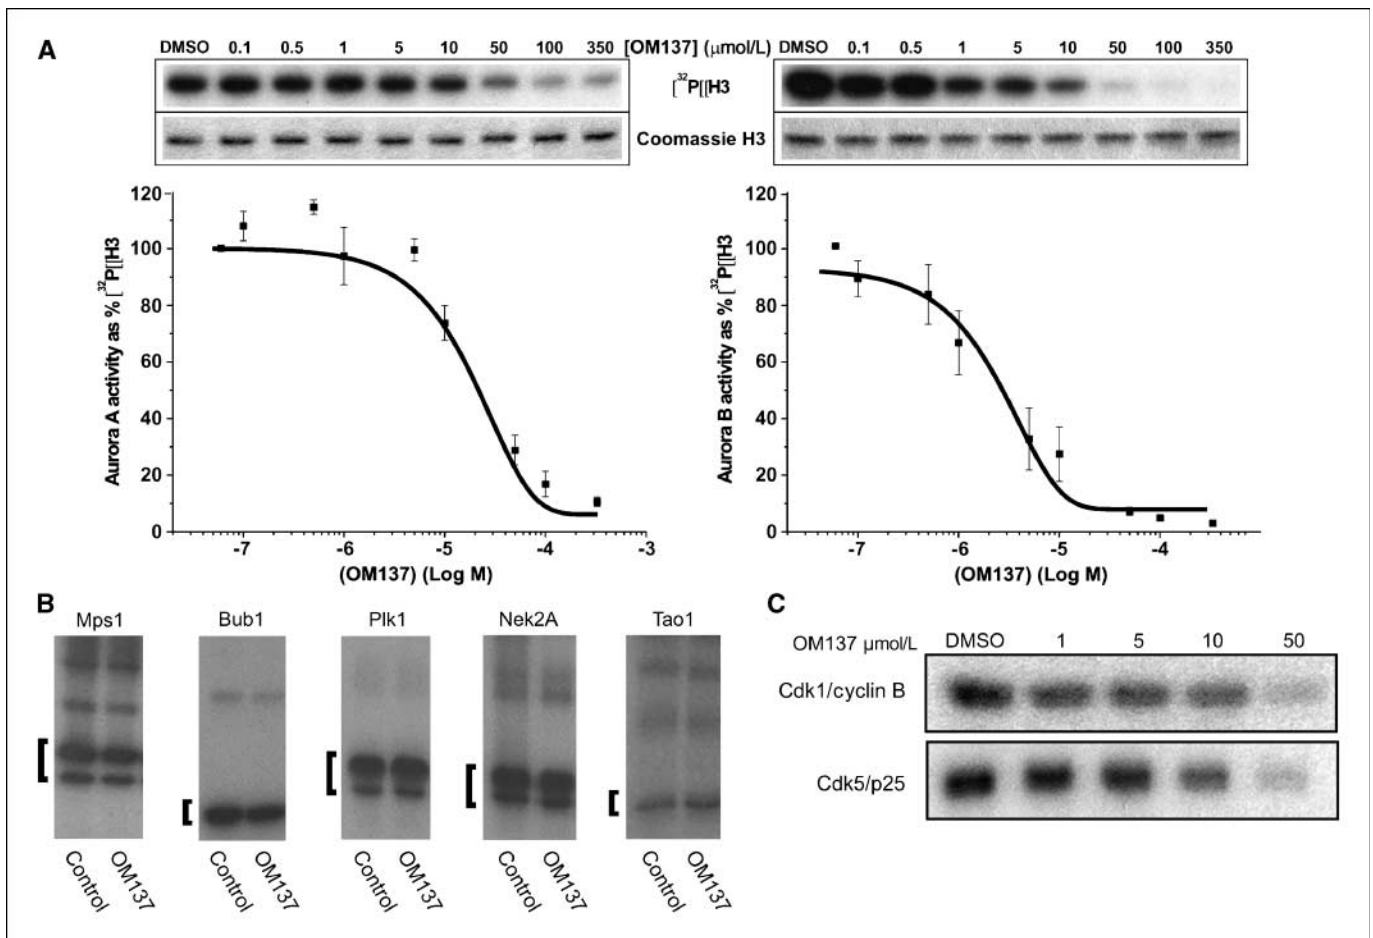 A
DMSO 0.1 0.5 1 5 10 50 100 350 [OM137] (μmol/L) DMSO 0.1 0.5 1 5 10 50 100 350
[³²P[[H3
Coomassie H3
120
100
80
60
40
20
0
-7 -6 -5 -4 -3
Aurora A activity as % [³²P[[H3
(OM137) (Log M)
120
100
80
60
40
20
0
-7 -6 -5 -4
Aurora B activity as % [³²P[[H3
(OM137) (Log M)
B
Mps1 Bub1 Plk1 Nek2A Tao1
Control OM137 Control OM137 Control OM137 Control OM137 Control OM137
C
OM137 μmol/L DMSO 1 5 10 50
Cdk1/cyclin B
Cdk5/p25